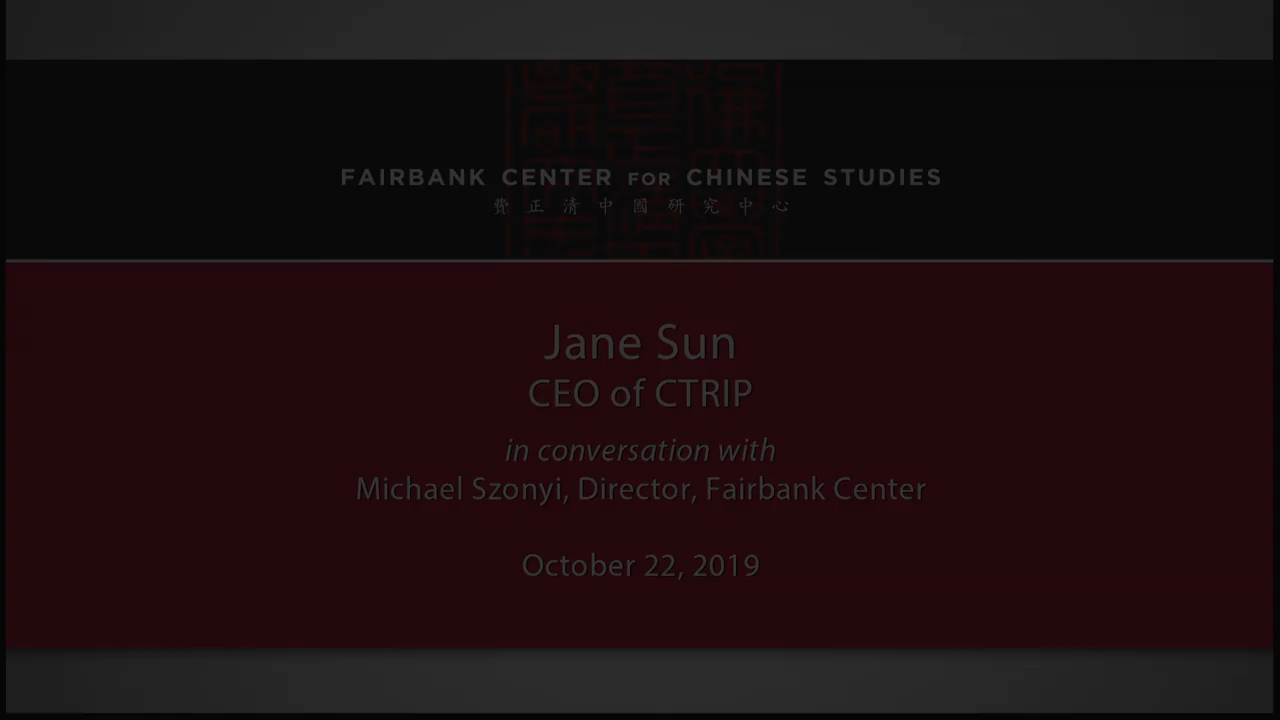 FAIRBANK CENTER FOR CHINESE STUDIES
費正清中國研究中心
Jane Sun
CEO of CTRIP
in conversation with
Michael Szonyi, Director, Fairbank Center
October 22, 2019